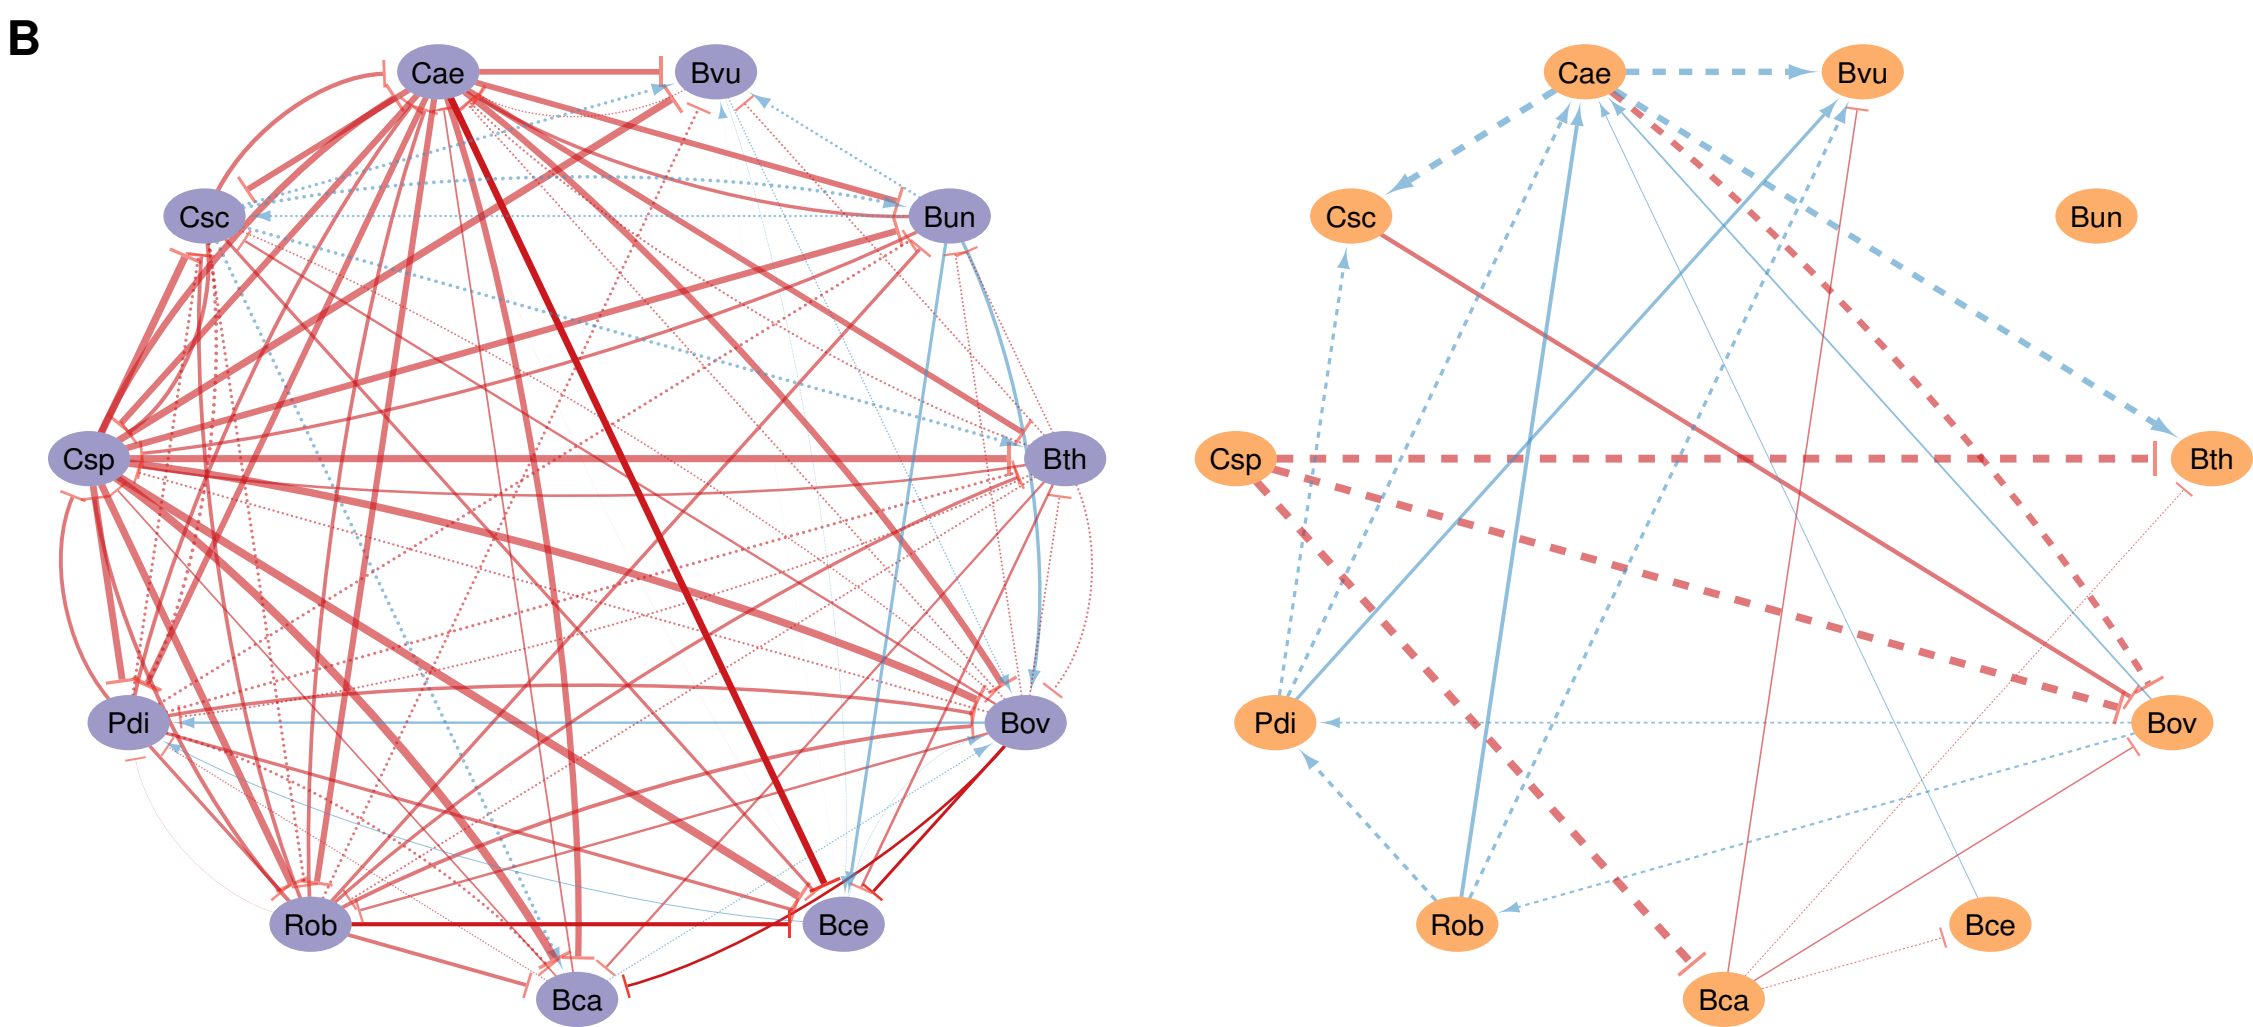 B
Cae
Bvu
Csc
Bun
Csp
Bth
Pdi
Bov
Rob
Bce
Bca
Cae
Bvu
Csc
Bun
Csp
Bth
Pdi
Bov
Rob
Bce
Bca